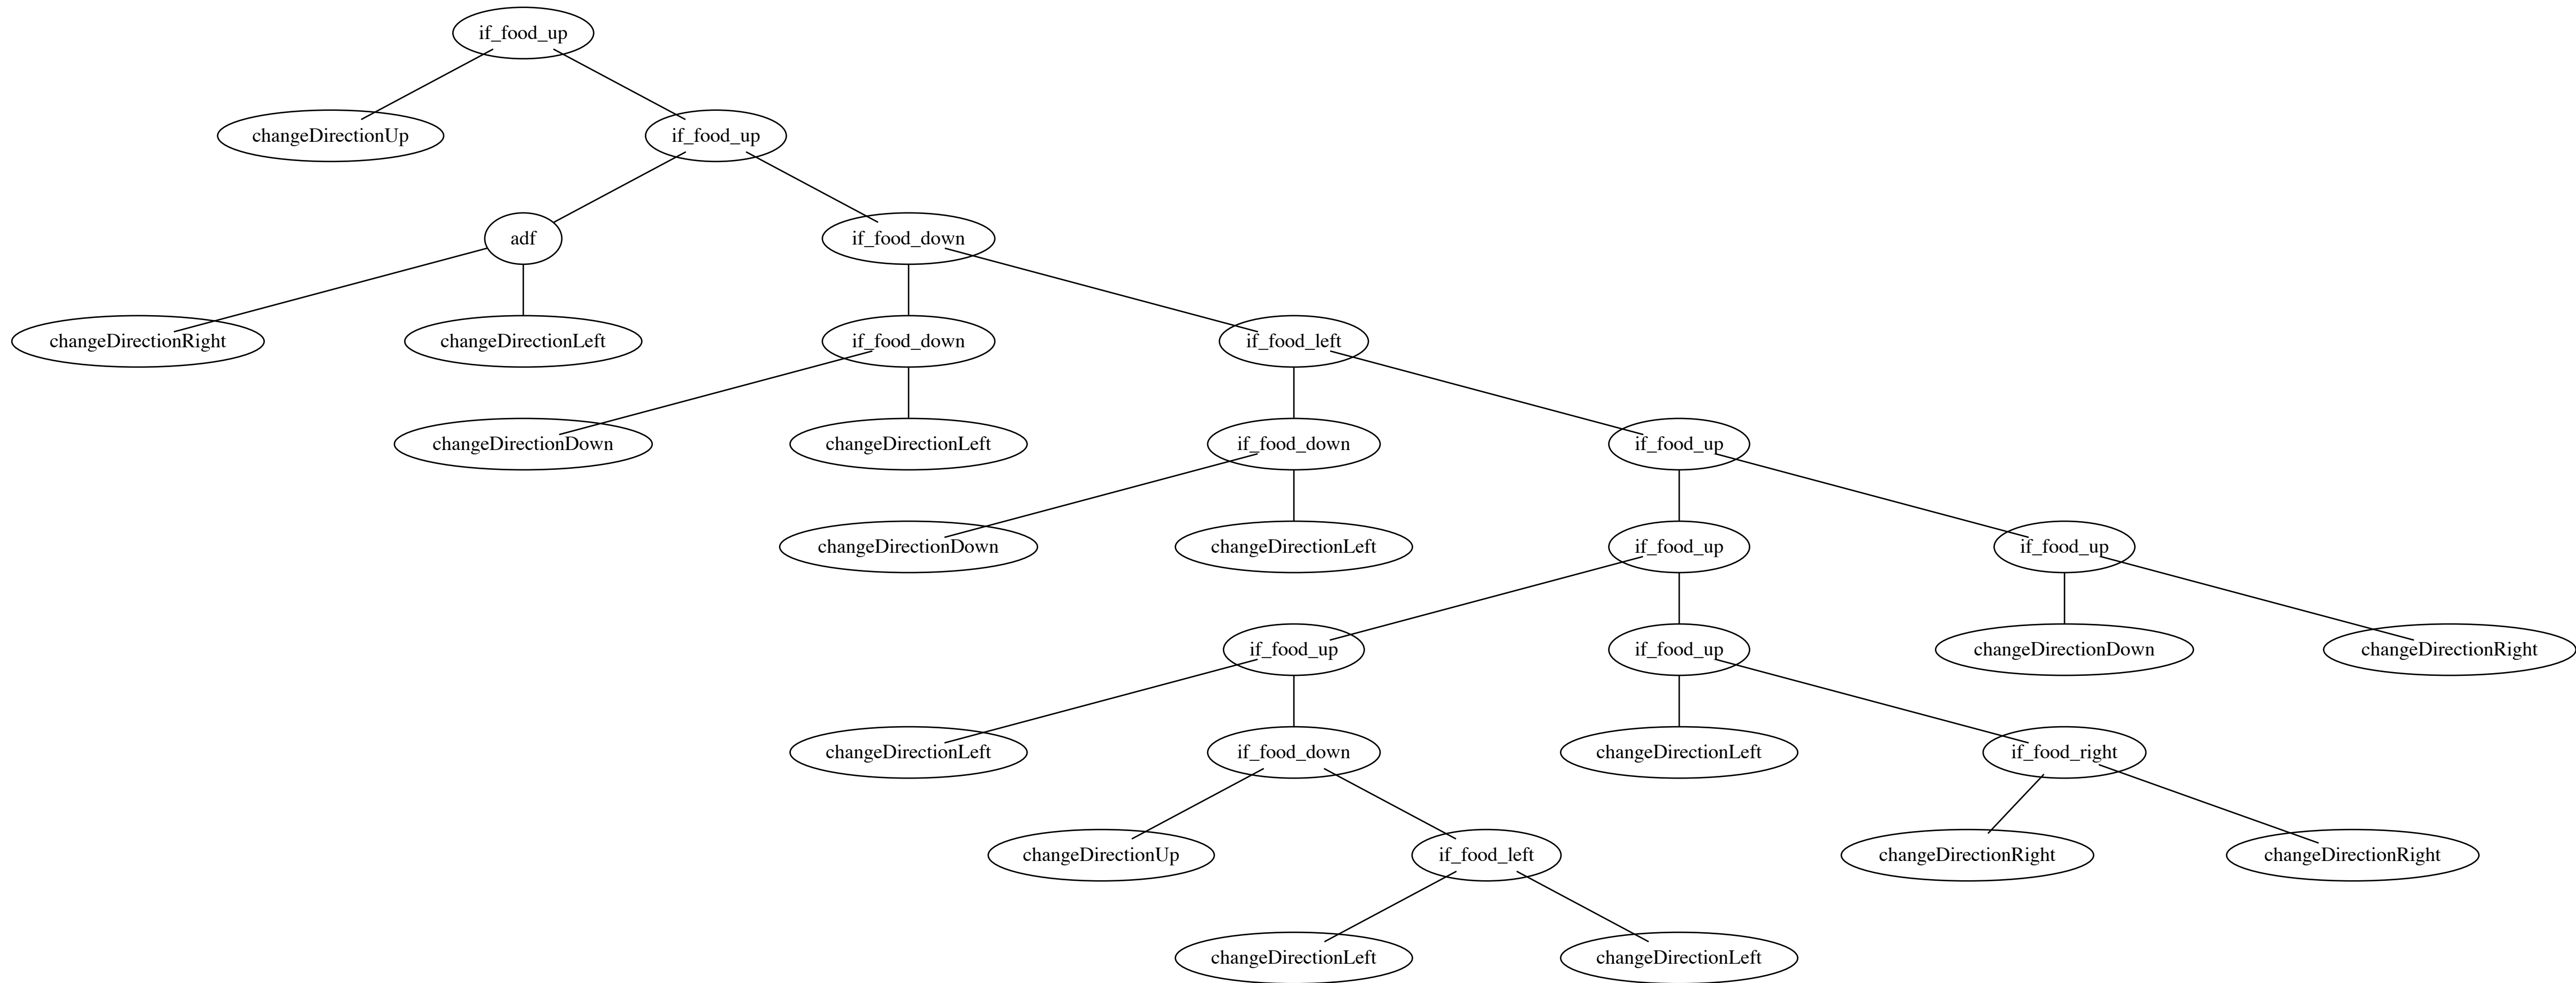 if_food_up
changeDirectionUp
if_food_up
adf
if_food_down
changeDirectionRight
changeDirectionLeft
if_food_down
if_food_left
changeDirectionDown
changeDirectionLeft
if_food_down
if_food_up
changeDirectionDown
changeDirectionLeft
if_food_up
if_food_up
if_food_up
if_food_up
changeDirectionDown
changeDirectionRight
changeDirectionLeft
if_food_down
changeDirectionLeft
if_food_right
changeDirectionUp
if_food_left
changeDirectionRight
changeDirectionRight
changeDirectionLeft
changeDirectionLeft